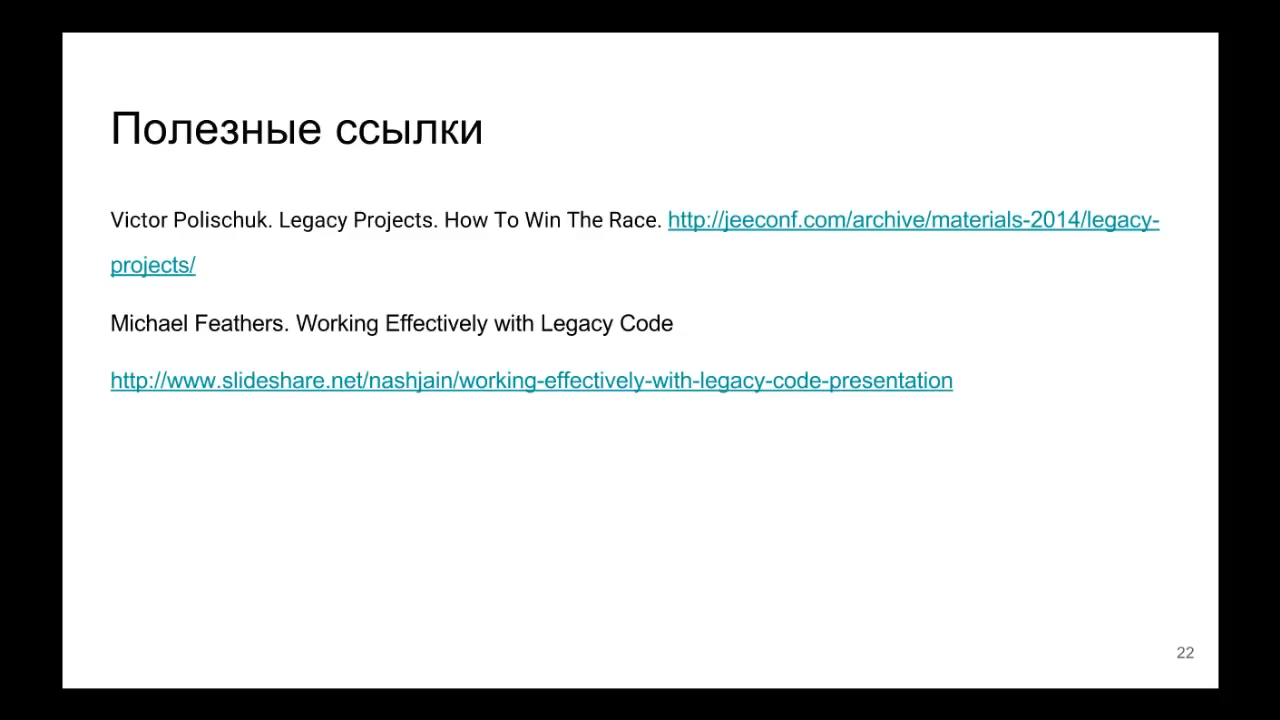 Полезные ссылки
Victor Polischuk. Legacy Projects. How To Win The Race. http://jeeconf.com/archive/materials-2014/legacy-
projects/
Michael Feathers. Working Effectively with Legacy Code
http://www.slideshare.net/nashjain/working-effectively-with-legacy-code-presentation
22